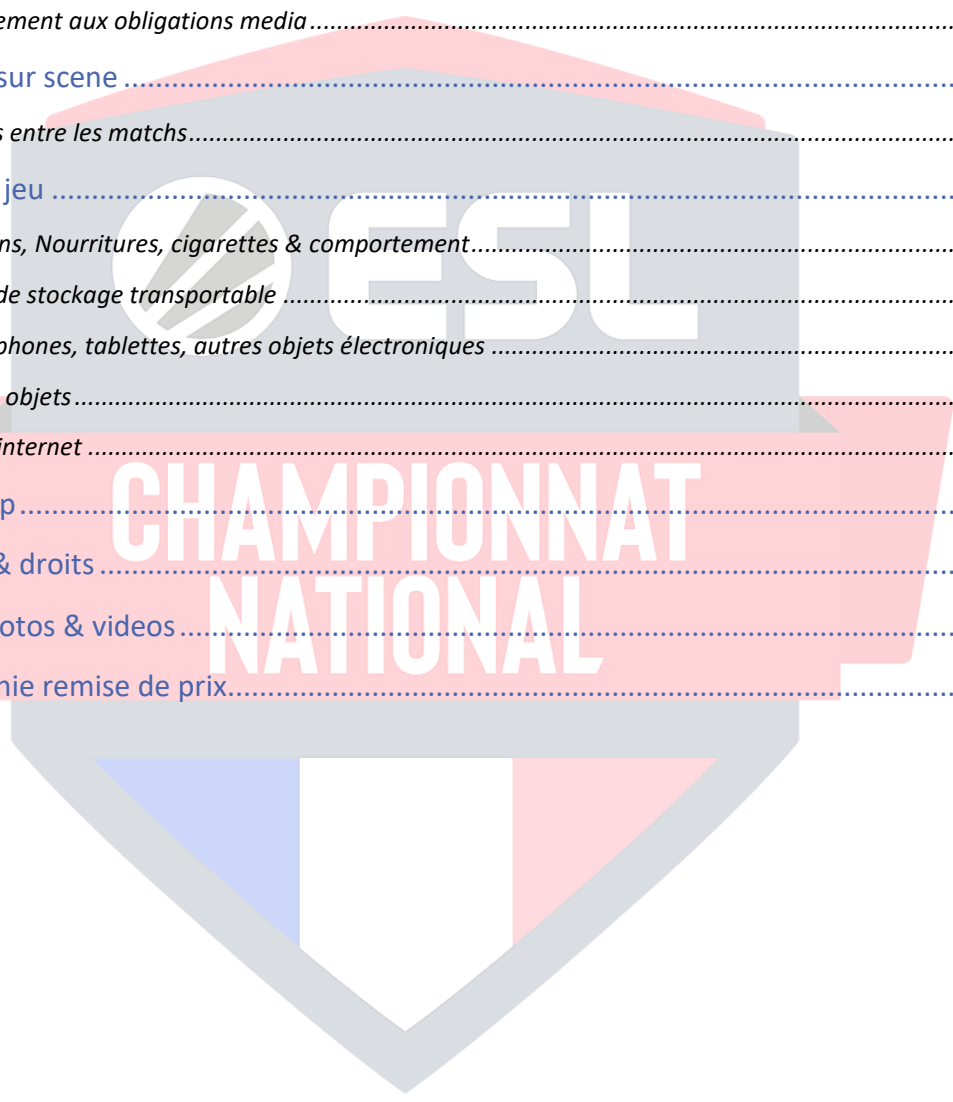 ement aux obligations media
sur scene
s entre les matchs
jeu
ns, Nourritures, cigarettes & comportement
de stockage transportable
phones, tablettes, autres objets électroniques
objets
internet
p
& droits
otos & videos
nie remise de prix
ESL
CHAMPIONNAT
NATIONAL